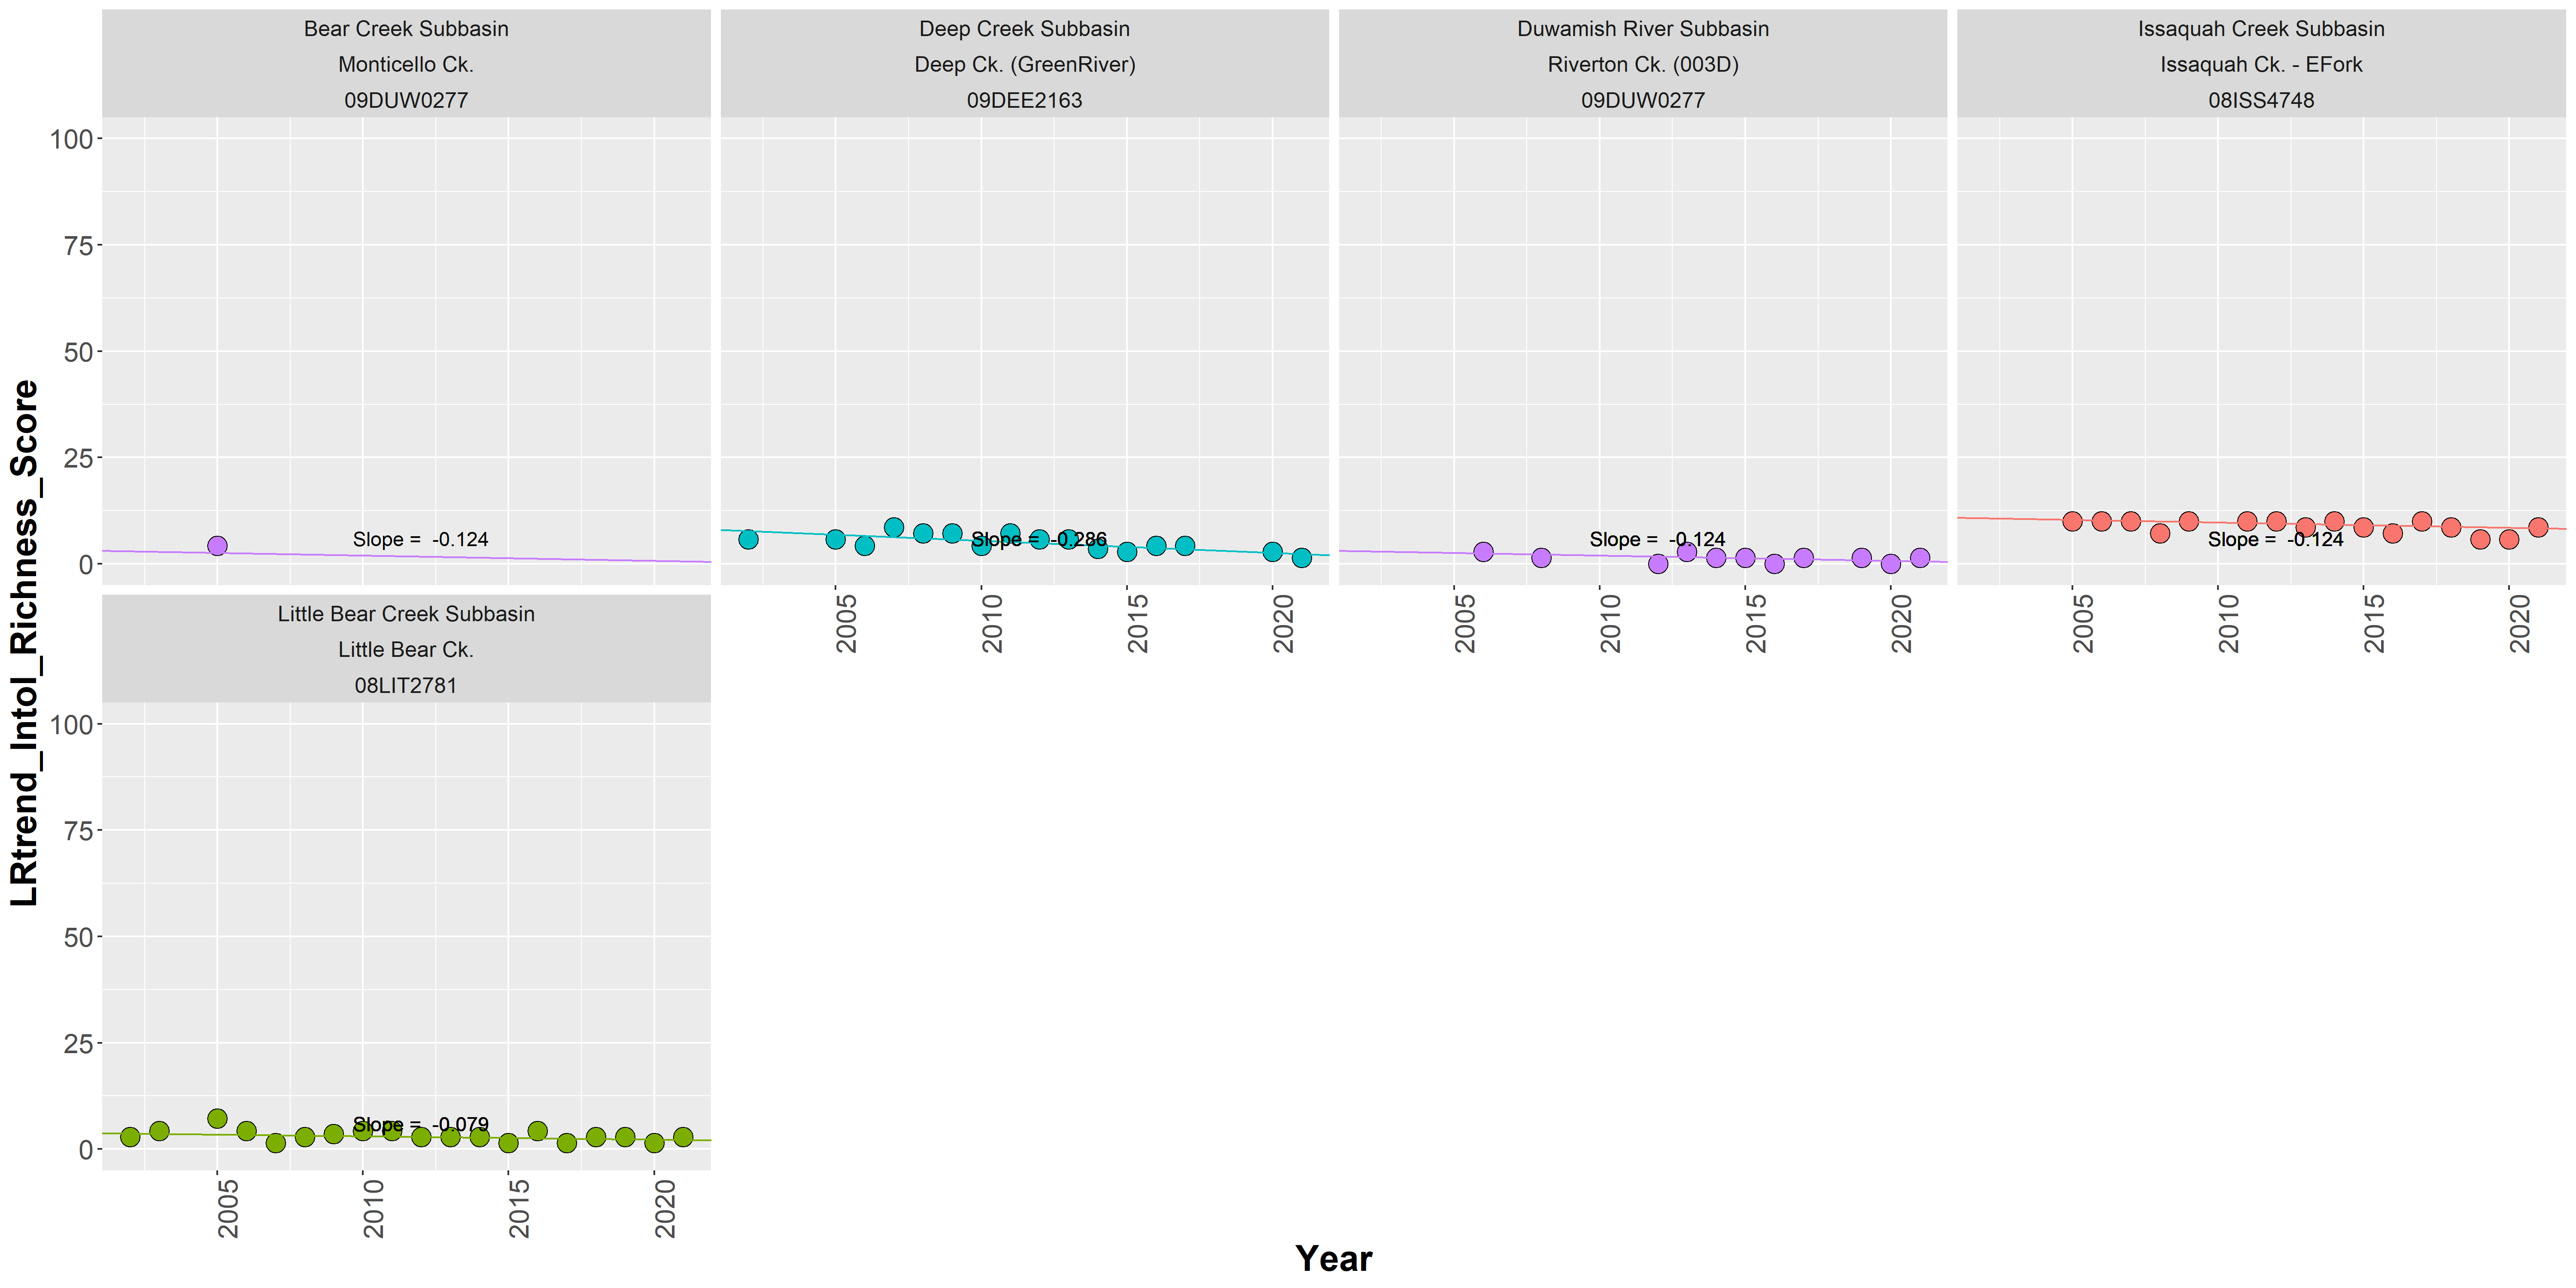 Bear Creek Subbasin
Monticello Ck.
09DUW0277
Deep Creek Subbasin
Deep Ck. (GreenRiver)
09DEE2163
Duwamish River Subbasin
Riverton Ck. (003D)
09DUW0277
Issaquah Creek Subbasin
Issaquah Ck. - EFork
08ISS4748
100
75
50
25
0
Slope = -0.124
Slope = -0.286
Slope = -0.124
Slope = -0.124
2005
2010
2015
2020
2005
2010
2015
2020
2005
2010
2015
2020
Little Bear Creek Subbasin
Little Bear Ck.
08LIT2781
100
75
50
25
0
Slope = -0.079
2005
2010
2015
2020
LRtrend_Intol_Richness_Score
Year